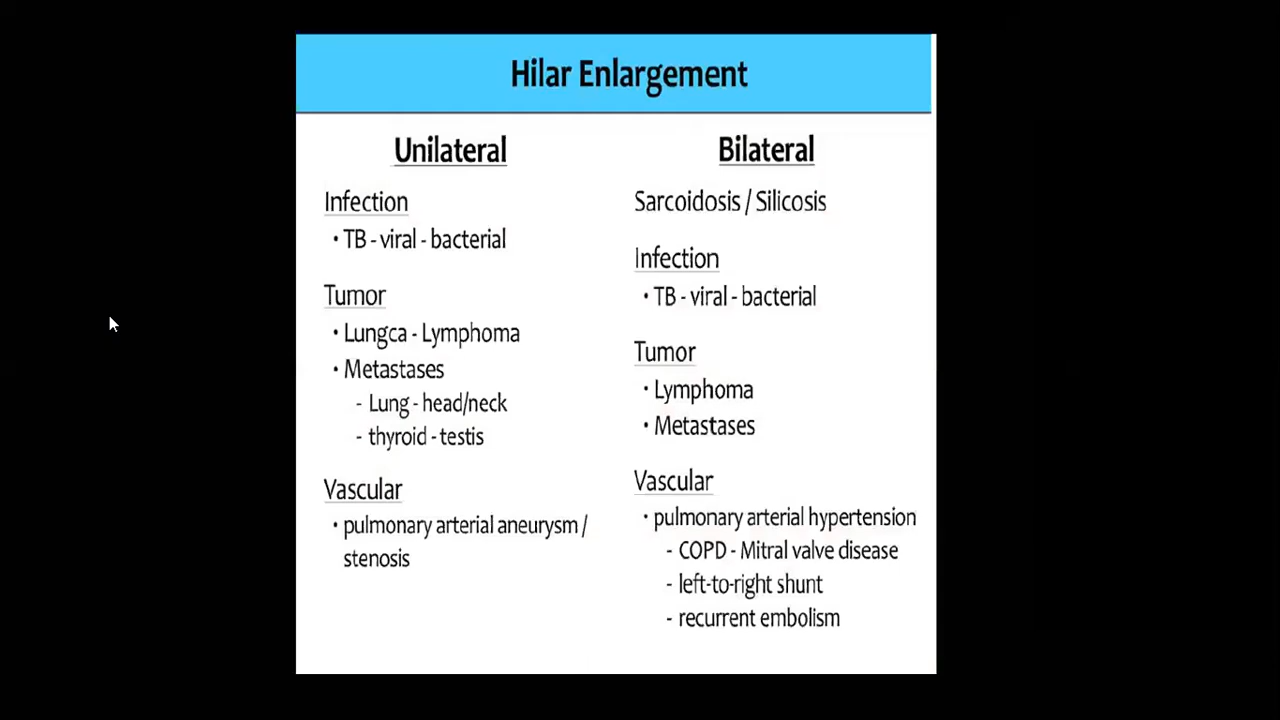 Hilar Enlargement
Unilateral
Infection
• TB - viral - bacterial
Tumor
• Lungca - Lymphoma
• Metastases
- Lung - head/neck
- thyroid - testis
Vascular
• pulmonary arterial aneurysm /
stenosis
Bilateral
Sarcoidosis / Silicosis
Infection
• TB - viral - bacterial
Tumor
• Lymphoma
• Metastases
Vascular
• pulmonary arterial hypertension
- COPD - Mitral valve disease
- left-to-right shunt
- recurrent embolism